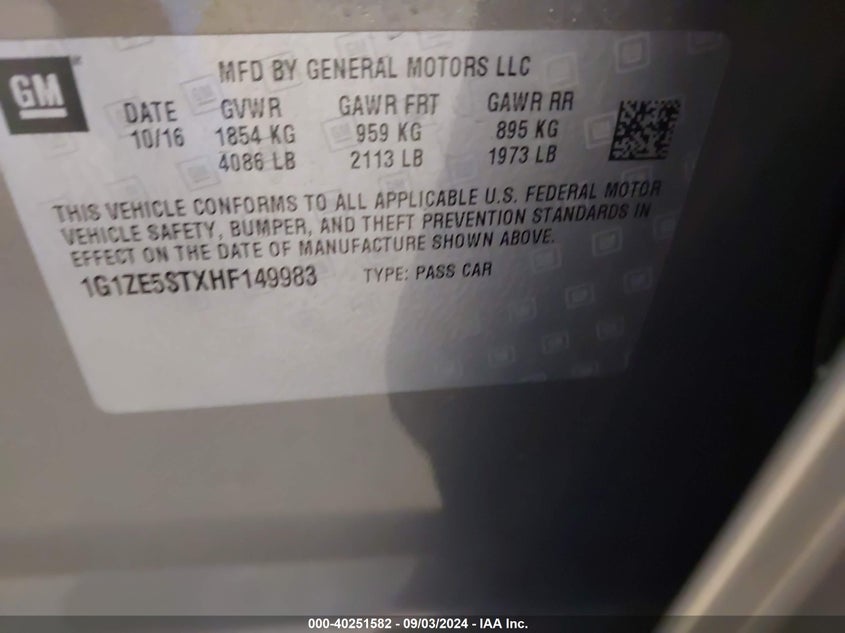 GM
MFD BY GENERAL MOTORS LLC
DATE GVWR GAWR FRT GAWR RR
10/16 1854 KG 959 KG 895 KG
4086 LB 2113 LB 1973 LB
THIS VEHICLE CONFORMS TO ALL APPLICABLE U.S. FEDERAL MOTOR
VEHICLE SAFETY, BUMPER, AND THEFT PREVENTION STANDARDS IN
EFFECT ON THE DATE OF MANUFACTURE SHOWN ABOVE.
1G1ZE5STXHF149983 TYPE: PASS CAR
000-40251582 - 09/03/2024 - IAA Inc.